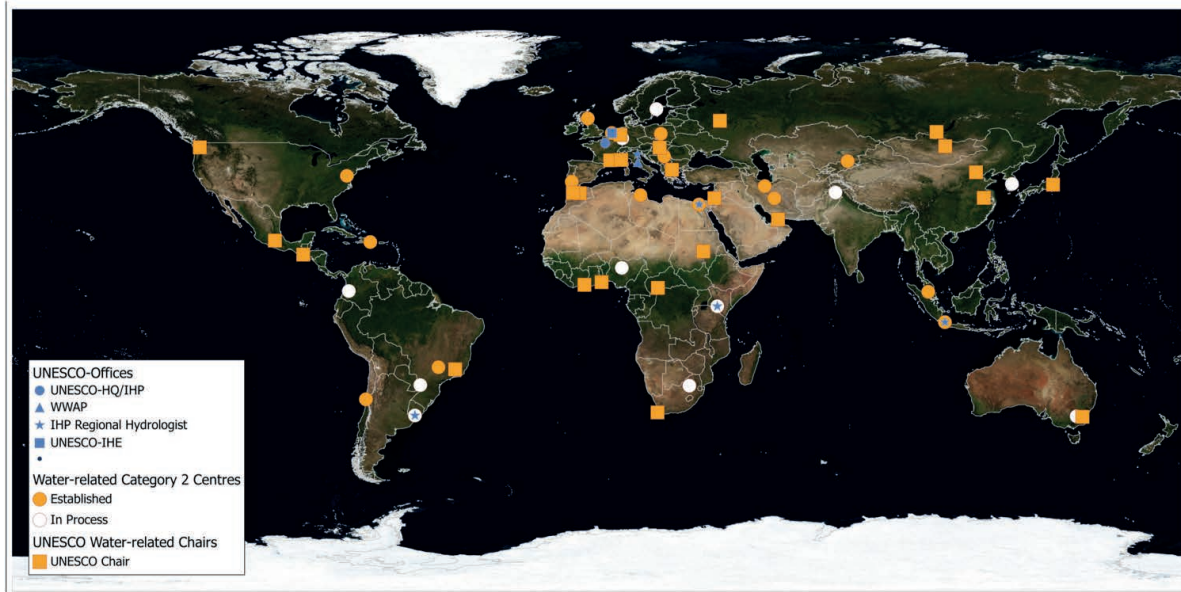 UNESCO-Offices
UNESCO-HQ/IHP
WWAP
IHP Regional Hydrologist
UNESCO-IHE
Water-related Category 2 Centres
Established
In Process
UNESCO Water-related Chairs
UNESCO Chair